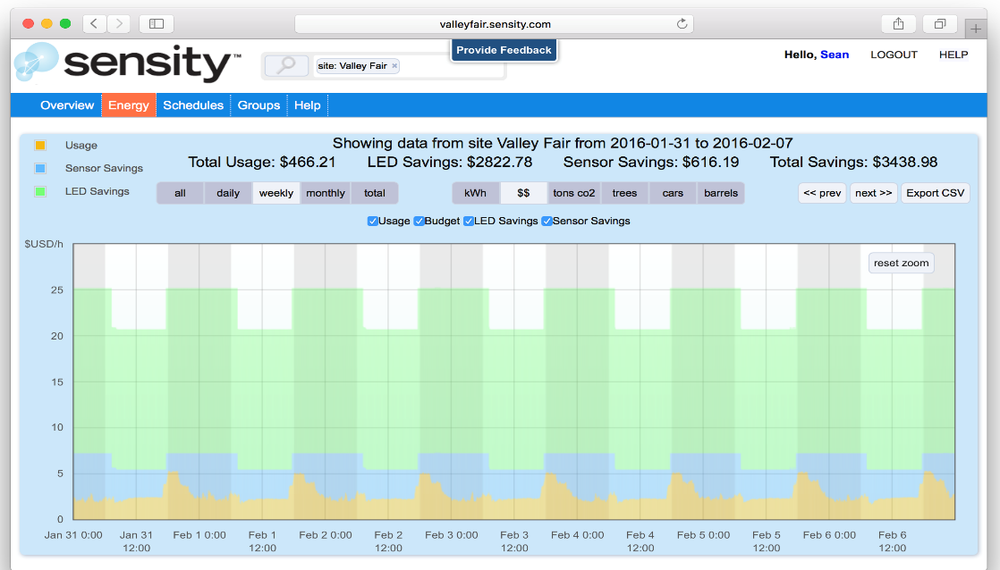 valleyfair.sensity.com
Provide Feedback
sensity™
site: Valley Fair ×
Hello, Sean LOGOUT HELP
Overview Energy Schedules Groups Help
Usage
Sensor Savings
LED Savings
Showing data from site Valley Fair from 2016-01-31 to 2016-02-07
Total Usage: $466.21 LED Savings: $2822.78 Sensor Savings: $616.19 Total Savings: $3438.98
all daily weekly monthly total kWh $$ tons co2 trees cars barrels << prev next >> Export CSV
Usage Budget LED Savings Sensor Savings
$USD/h
reset zoom
25
20
15
10
5
0
Jan 31 0:00 Jan 31 12:00 Feb 1 0:00 Feb 1 12:00 Feb 2 0:00 Feb 2 12:00 Feb 3 0:00 Feb 3 12:00 Feb 4 0:00 Feb 4 12:00 Feb 5 0:00 Feb 5 12:00 Feb 6 0:00 Feb 6 12:00